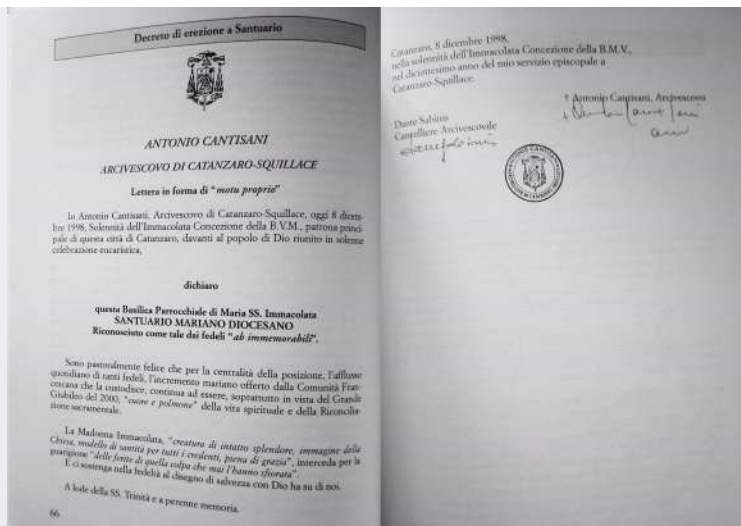 Decreto di erezione a Santuario
ANTONIO CANTISANI
ARCIVESCOVO DI CATANZARO-SQUILLACE
Lettera in forma di "motu proprio"
Io Antonio Cantisani, Arcivescovo di Catanzaro-Squillace, oggi 8 dicem-
bre 1998, Solennità dell'Immacolata Concezione della B.V.M., patrona princi-
pale di questa città di Catanzaro, davanti al popolo di Dio riunito in solenne
celebrazione eucaristica,
dichiaro
questa Basilica Parrocchiale di Maria SS. Immacolata
SANTUARIO MARIANO DIOCESANO
Riconosciuto come tale dai fedeli "ab immemorabili".
Sono pastoralmente felice che per la centralità della posizione, l'afflusso
quotidiano di tanti fedeli, l'incremento mariano offerto dalla Comunità Fran-
cescana che la custodisce, continua ad essere, soprattutto in vista del Grande
Giubileo del 2000, "cuore e polmone" della vita spirituale e della Riconcilia-
zione sacramentale.
La Madonna Immacolata, "creatura di intatto splendore, immagine della
Chiesa, modello di santità per tutti i credenti, piena di grazia", interceda per la
guarigione "delle ferite di quella colpa che mai l'hanno sfiorata".
E ci sostenga nella fedeltà al disegno di salvezza con Dio ha su di noi.
A lode della SS. Trinità e a perenne memoria.
66
Catanzaro, 8 dicembre 1998,
nella solennità dell'Immacolata Concezione della B.M.V.,
nel diciottesimo anno del mio servizio episcopale a
Catanzaro-Squillace.
† Antonio Cantisani, Arcivescovo
Dante Sabinis
Cancelliere Arcivescovile